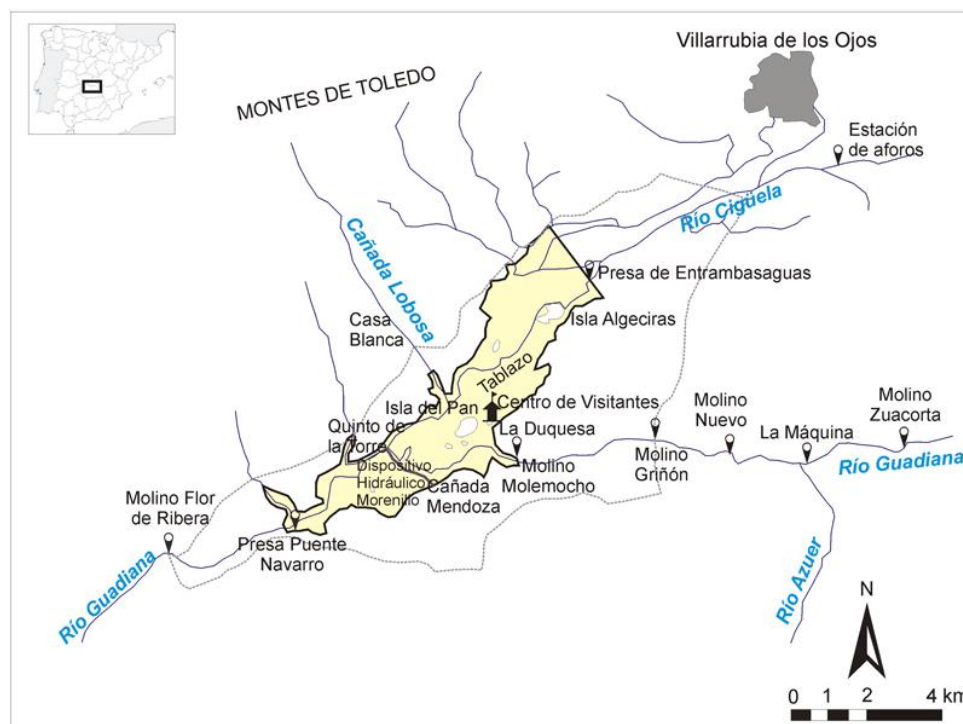 Villarrubia de los Ojos
MONTES DE TOLEDO
Estación
de aforos
Río Cigüela
Cañada Lobosa
Presa de Entrambasaguas
Casa
Blanca
Isla Algeciras
Tablazo
Isla del Pan
Centro de Visitantes
Quinto de
la Torre
La Duquesa
Molino
Nuevo
Molino
Zuacorta
La Máquina
Río Guadiana
Dispositivo
Hidráulico
Morenillo
Cañada
Mendoza
Molino
Molemocho
Molino
Griñón
Molino Flor
de Ribera
Presa Puente
Navarro
Río Guadiana
Río Azuer
N
0 1 2 4 km